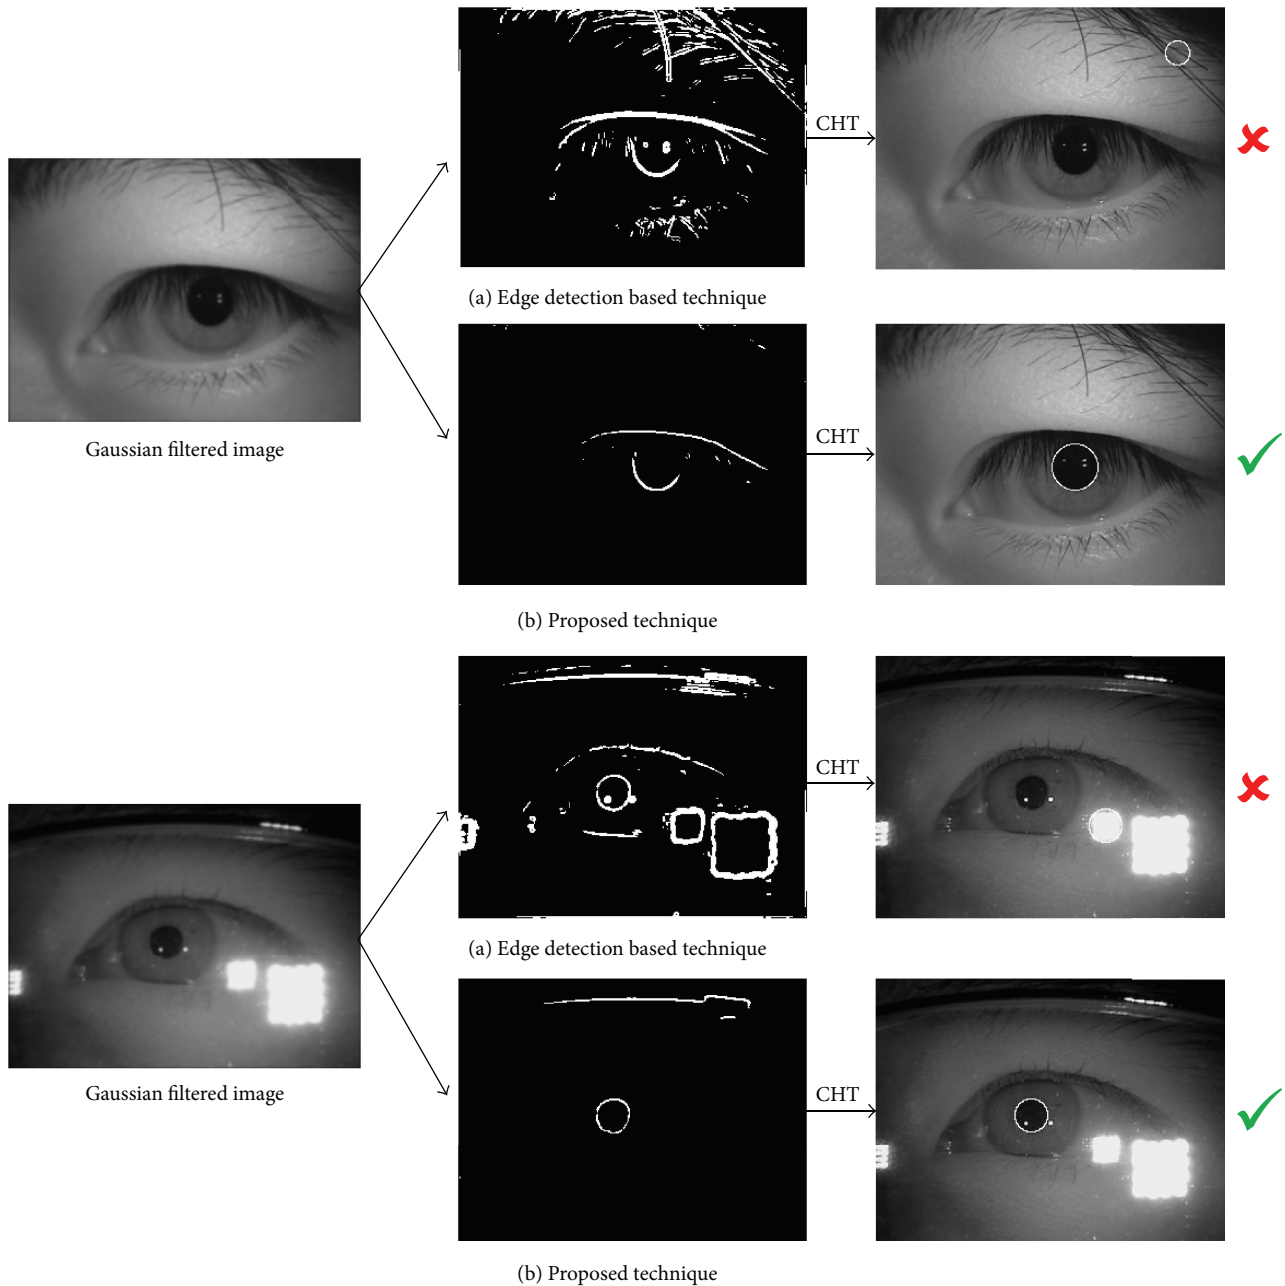 CHT
(a) Edge detection based technique
Gaussian filtered image
CHT
(b) Proposed technique
CHT
(a) Edge detection based technique
Gaussian filtered image
CHT
(b) Proposed technique